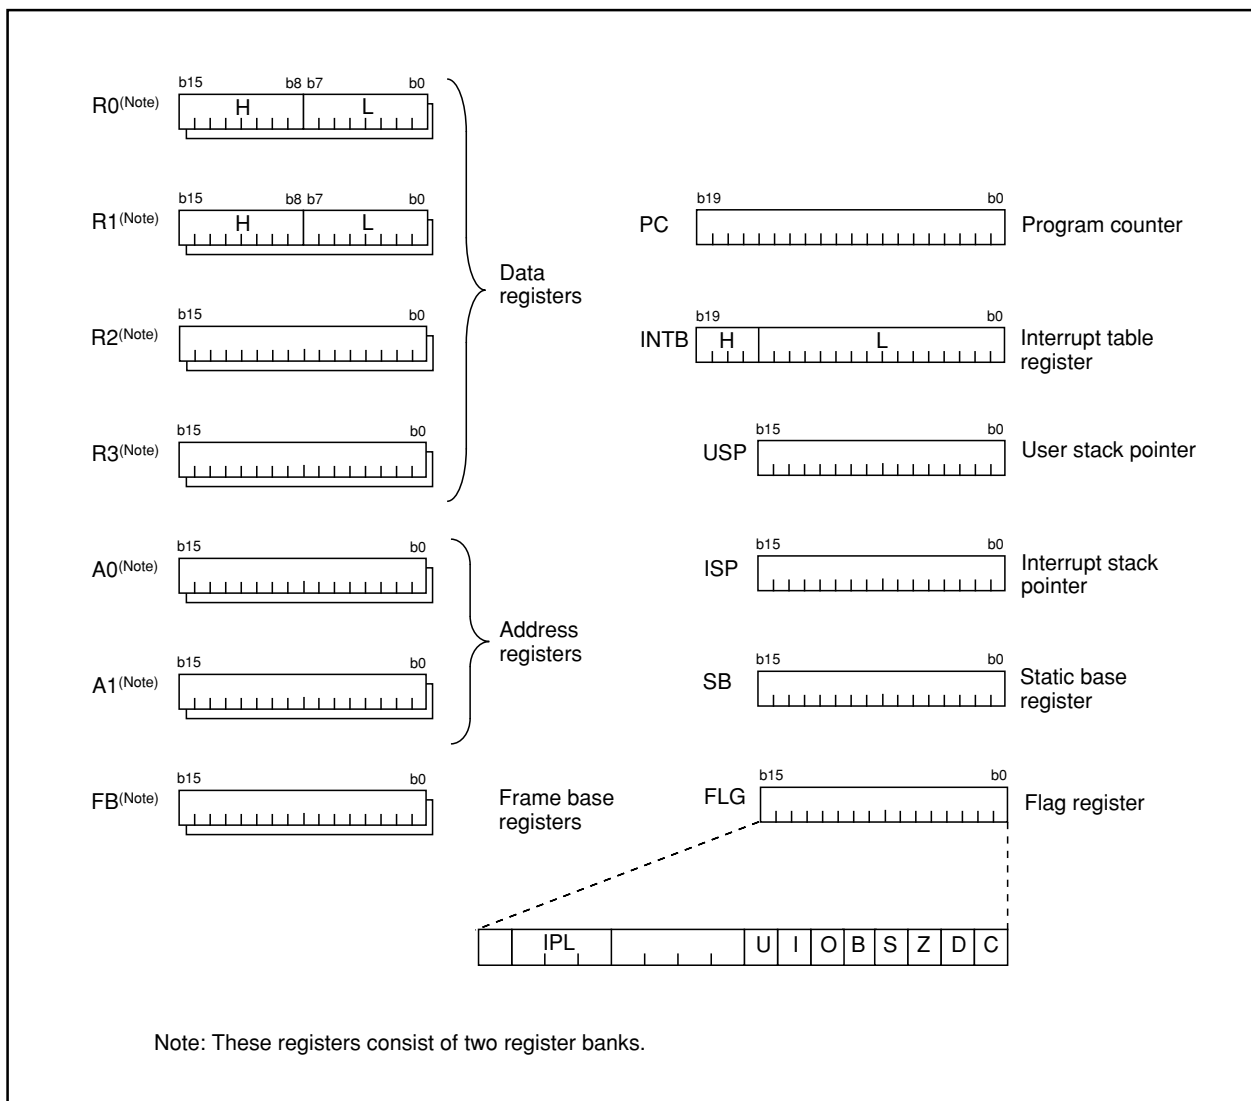 b15 b8 b7 b0
R0(Note) H L
b15 b8 b7 b0
R1(Note) H L
b15 b0
R2(Note)
b15 b0
R3(Note)
Data
registers
b15 b0
A0(Note)
b15 b0
A1(Note)
Address
registers
b15 b0
FB(Note)
Frame base
registers
b19 b0
PC
Program counter
b19 b0
INTB H L
Interrupt table
register
b15 b0
USP
User stack pointer
b15 b0
ISP
Interrupt stack
pointer
b15 b0
SB
Static base
register
b15 b0
FLG
Flag register
IPL U I O B S Z D C
Note: These registers consist of two register banks.